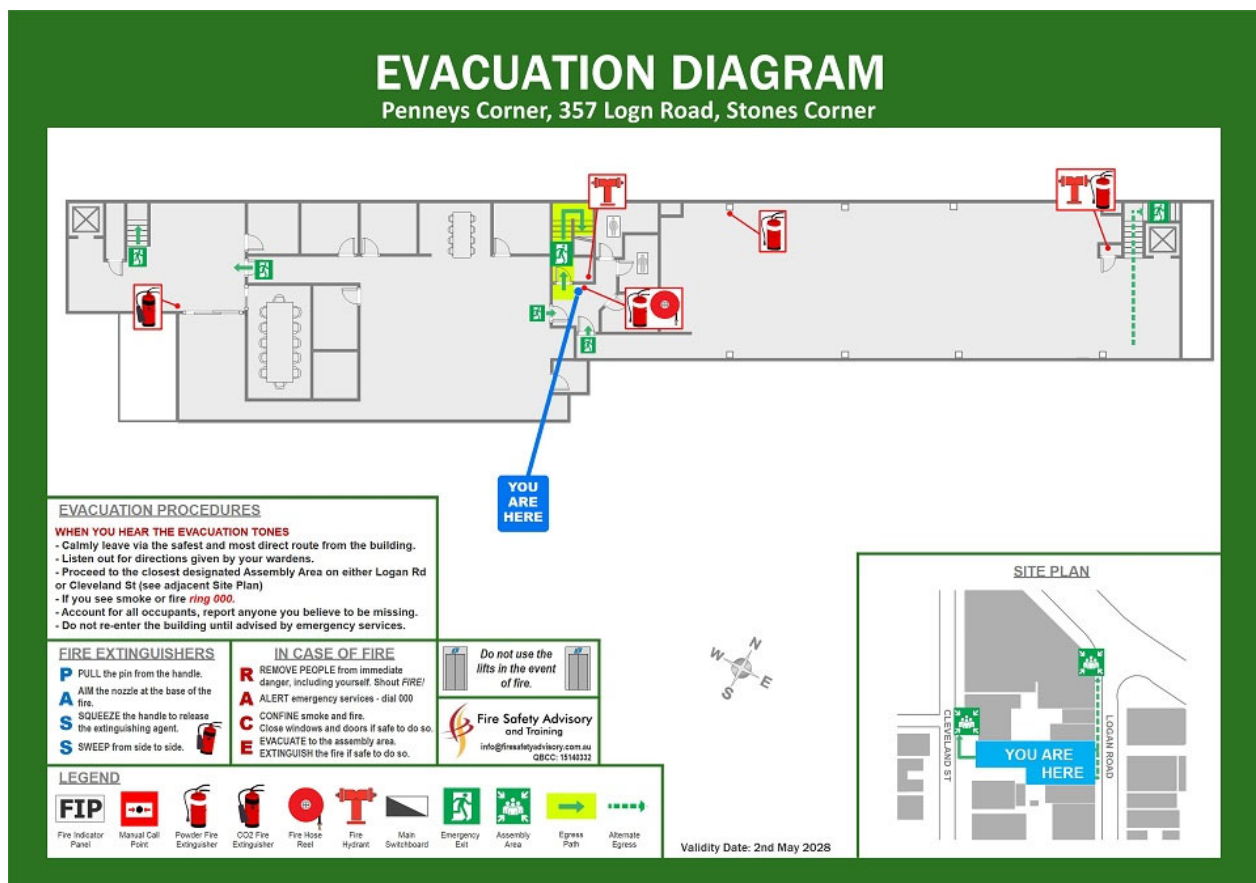 EVACUATION DIAGRAM
Penneys Corner, 357 Logn Road, Stones Corner
YOU
ARE
HERE
EVACUATION PROCEDURES
WHEN YOU HEAR THE EVACUATION TONES
- Calmly leave via the safest and most direct route from the building.
- Listen out for directions given by your wardens.
- Proceed to the closest designated Assembly Area on either Logan Rd
or Cleveland St (see adjacent Site Plan)
- If you see smoke or fire ring 000.
- Account for all occupants, report anyone you believe to be missing.
- Do not re-enter the building until advised by emergency services.
FIRE EXTINGUISHERS
P PULL the pin from the handle.
A AIM the nozzle at the base of the
fire.
S SQUEEZE the handle to release
the extinguishing agent.
S SWEEP from side to side.
IN CASE OF FIRE
R REMOVE PEOPLE from immediate
danger, including yourself. Shout FIRE!
A ALERT emergency services - dial 000
C CONFINE smoke and fire.
Close windows and doors if safe to do so.
E EVACUATE to the assembly area.
EXTINGUISH the fire if safe to do so.
Do not use the
lifts in the event
of fire.
Fire Safety Advisory
and Training
info@firesafetyadvisory.com.au
QBCC: 15140332
LEGEND
FIP
Fire Indicator
Panel
Manual Call
Point
Powder Fire
Extinguisher
CO2 Fire
Extinguisher
Fire Hose
Reel
Fire
Hydrant
Main
Switchboard
Emergency
Exit
Assembly
Area
Egress
Path
Alternate
Egress
N
W
E
S
Validity Date: 2nd May 2028
SITE PLAN
CLEVELAND ST
LOGAN ROAD
YOU ARE
HERE